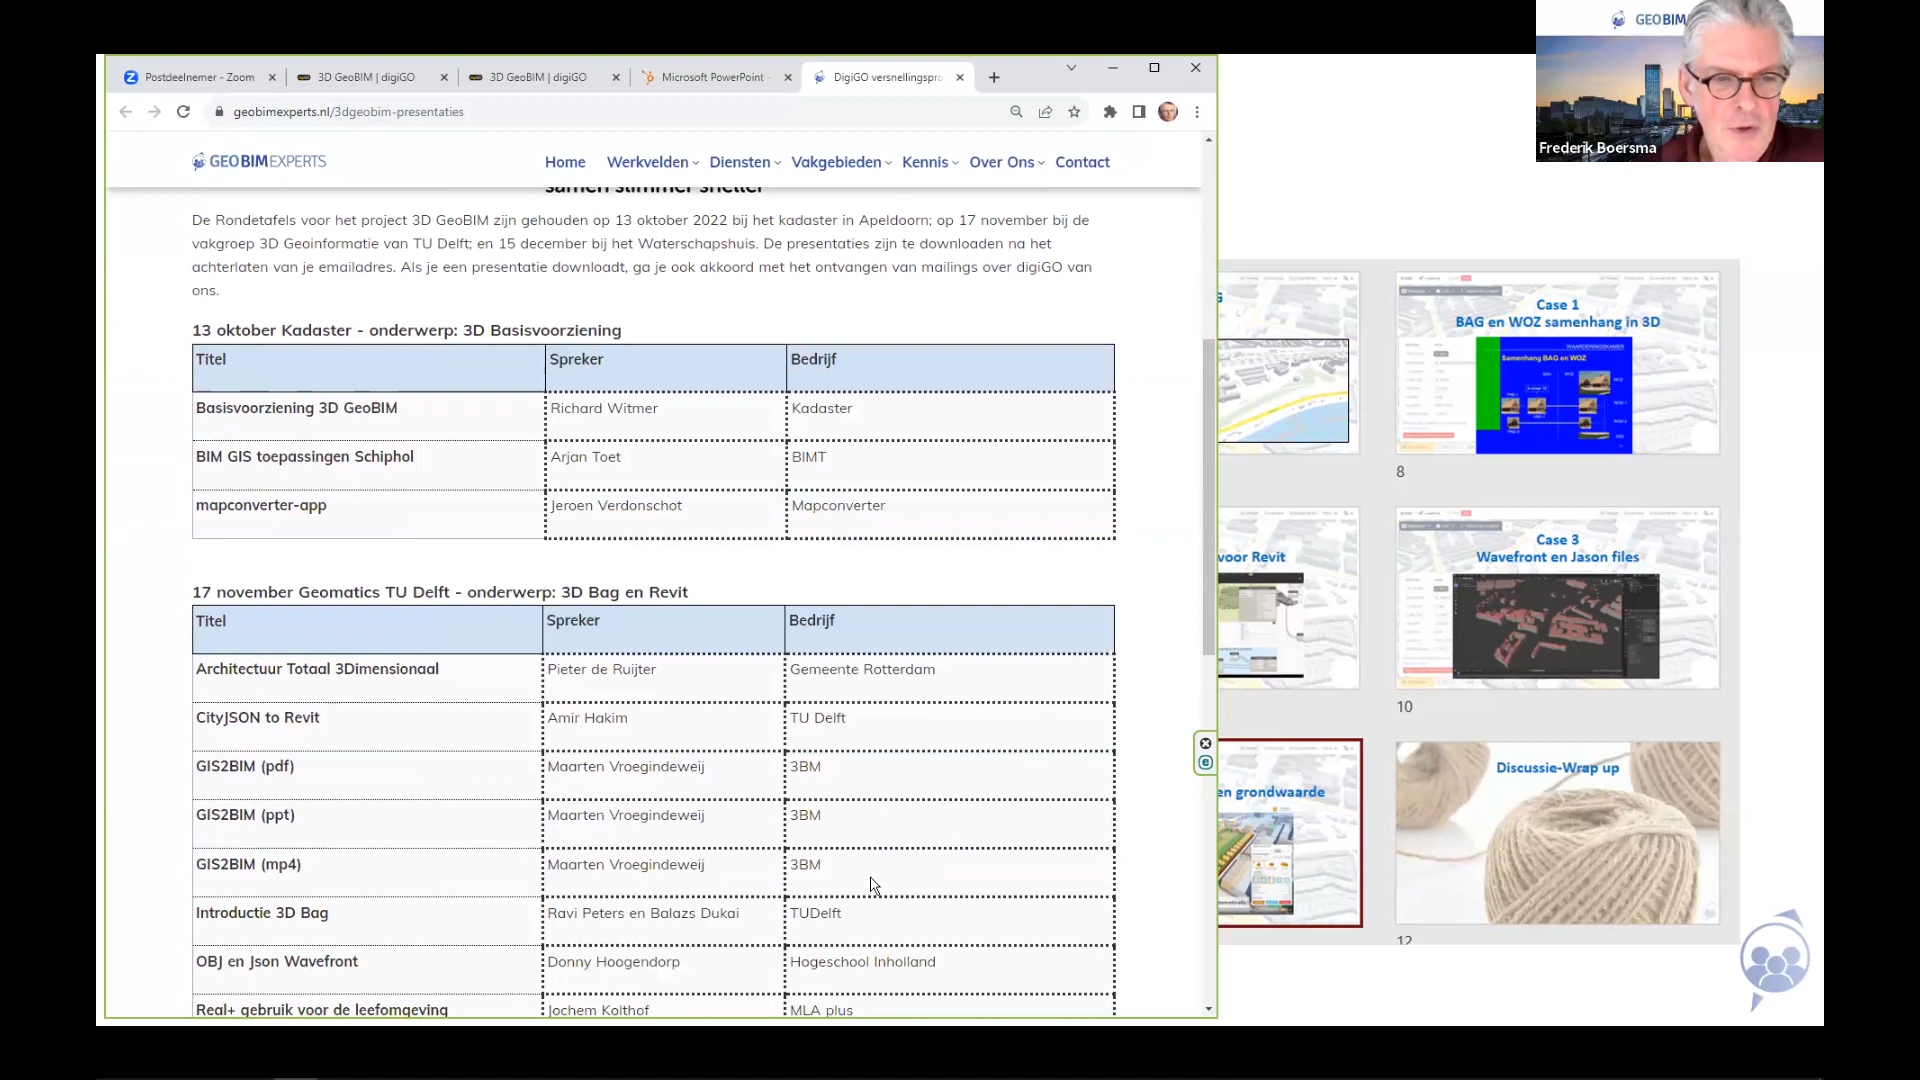 GEOBIM
Frederik Boersma
Postdeelnemer - Zoom
3D GeoBIM | digiGO
3D GeoBIM | digiGO
Microsoft PowerPoint -
DigiGO versnellingspro
geobimexperts.nl/3dgeobim-presentaties
GEOBIMEXPERTS
Home Werkvelden Diensten Vakgebieden Kennis Over Ons Contact
samen slimmer sneller
De Rondetafels voor het project 3D GeoBIM zijn gehouden op 13 oktober 2022 bij het kadaster in Apeldoorn; op 17 november bij de
vakgroep 3D Geoinformatie van TU Delft; en 15 december bij het Waterschapshuis. De presentaties zijn te downloaden na het
achterlaten van je emailadres. Als je een presentatie downloadt, ga je ook akkoord met het ontvangen van mailings over digiGO van
ons.
13 oktober Kadaster - onderwerp: 3D Basisvoorziening
Titel Spreker Bedrijf
Basisvoorziening 3D GeoBIM Richard Witmer Kadaster
BIM GIS toepassingen Schiphol Arjan Toet BIMT
mapconverter-app Jeroen Verdonschot Mapconverter
17 november Geomatics TU Delft - onderwerp: 3D Bag en Revit
Titel Spreker Bedrijf
Architectuur Totaal 3Dimensionaal Pieter de Ruijter Gemeente Rotterdam
CityJSON to Revit Amir Hakim TU Delft
GIS2BIM (pdf) Maarten Vroegindeweij 3BM
GIS2BIM (ppt) Maarten Vroegindeweij 3BM
GIS2BIM (mp4) Maarten Vroegindeweij 3BM
Introductie 3D Bag Ravi Peters en Balazs Dukai TUDelft
OBJ en Json Wavefront Donny Hoogendorp Hogeschool Inholland
Real+ gebruik voor de leefomgeving Jochem Kolthof MLA plus
Case 1
BAG en WOZ samenhang in 3D
WAARDERINGSKAMER
Samenhang BAG en WOZ
8
voor Revit
Case 3
Wavefront en Jason files
10
en grondwaarde
Discussie-Wrap up
12